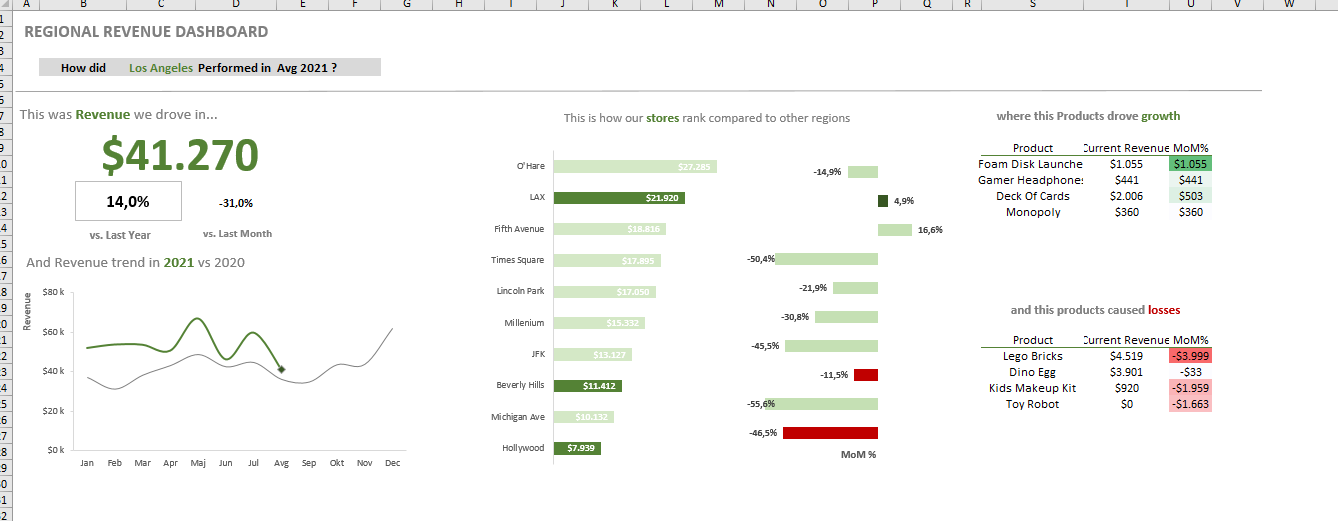 A B C D E F G H I J K L M N O P Q R S T U V W
REGIONAL REVENUE DASHBOARD
How did Los Angeles Performed in Avg 2021 ?
This was Revenue we drove in...
$41.270
14,0% -31,0%
vs. Last Year vs. Last Month
And Revenue trend in 2021 vs 2020
Revenue
$80 k
$60 k
$40 k
$20 k
$0 k
Jan Feb Mar Apr Maj Jun Jul Avg Sep Okt Nov Dec
This is how our stores rank compared to other regions
O'Hare $27.285 -14,9%
LAX $21.920 4,9%
Fifth Avenue $18.816 16,6%
Times Square $17.895 -50,4%
Lincoln Park $17.050 -21,9%
Millenium $15.332 -30,8%
JFK $13.127 -45,5%
Beverly Hills $11.412 -11,5%
Michigan Ave $10.132 -55,6%
Hollywood $7.939 -46,5%
MoM %
where this Products drove growth
Product Current Revenue MoM%
Foam Disk Launche $1.055 $1.055
Gamer Headphones $441 $441
Deck Of Cards $2.006 $503
Monopoly $360 $360
and this products caused losses
Product Current Revenue MoM%
Lego Bricks $4.519 -$3.999
Dino Egg $3.901 -$33
Kids Makeup Kit $920 -$1.959
Toy Robot $0 -$1.663